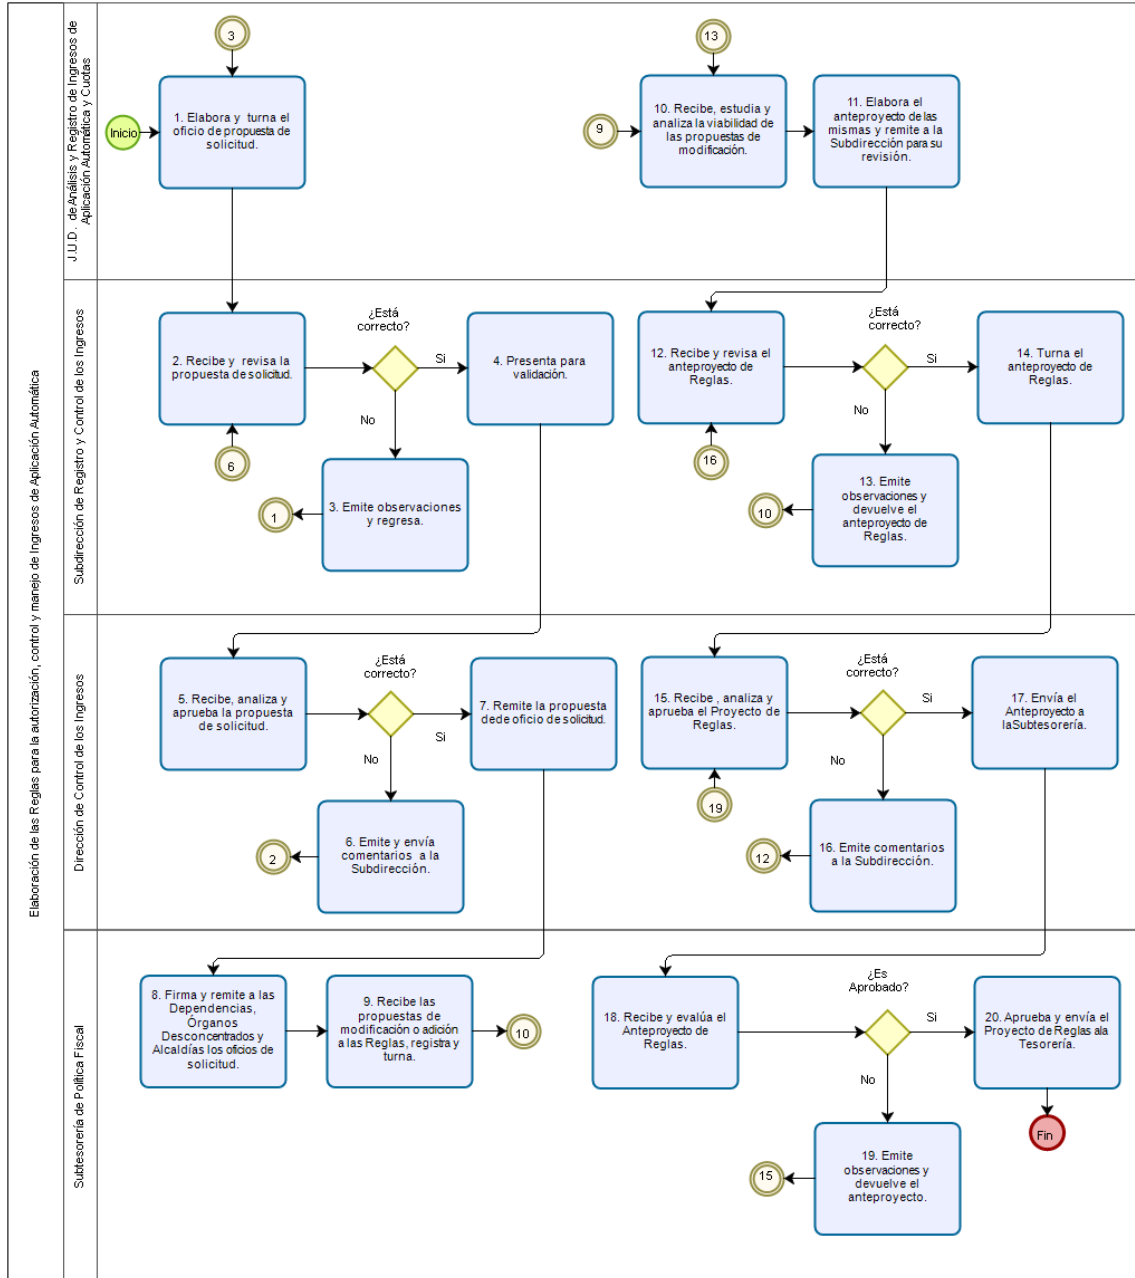 Elaboración de las Reglas para la autorización, control y manejo de Ingresos de Aplicación Automática
J.U.D. de Análisis y Registro de Ingresos de
Aplicación Automática y Cuotas
3
Inicio
1. Elabora y turna el
oficio de propuesta de
solicitud.
13
9
10. Recibe, estudia y
analiza la viabilidad de
las propuestas de
modificación.
11. Elabora el
anteproyecto de las
mismas y remite a la
Subdirección para su
revisión.
Subdirección de Registro y Control de los Ingresos
2. Recibe y revisa la
propuesta de solicitud.
6
¿Está
correcto?
Si
No
4. Presenta para
validación.
3. Emite observaciones
y regresa.
1
12. Recibe y revisa el
anteproyecto de
Reglas.
16
¿Está
correcto?
Si
No
14. Turna el
anteproyecto de
Reglas.
13. Emite
observaciones y
devuelve el
anteproyecto de
Reglas.
10
Dirección de Control de los Ingresos
5. Recibe, analiza y
aprueba la propuesta
de solicitud.
¿Está
correcto?
Si
No
7. Remite la propuesta
dede oficio de solicitud.
6. Emite y envía
comentarios a la
Subdirección.
2
15. Recibe , analiza y
aprueba el Proyecto de
Reglas.
19
¿Está
correcto?
Si
No
17. Envía el
Anteproyecto a
laSubtesorería.
16. Emite comentarios
a la Subdirección.
12
Subtesorería de Política Fiscal
8. Firma y remite a las
Dependencias,
Órganos
Desconcentrados y
Alcaldías los oficios de
solicitud.
9. Recibe las
propuestas de
modificación o adición
a las Reglas, registra y
turna.
10
18. Recibe y evalúa el
Anteproyecto de
Reglas.
¿Es
Aprobado?
Si
No
20. Aprueba y envía el
Proyecto de Reglas ala
Tesorería.
Fin
19. Emite
observaciones y
devuelve el
anteproyecto.
15